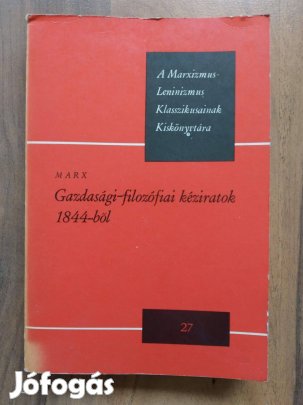 A Marxizmus-
Leninizmus
Klasszikusainak
Kiskönyvtára
MARX
Gazdasági-filozófiai kéziratok
1844-ből
27
Jófogás